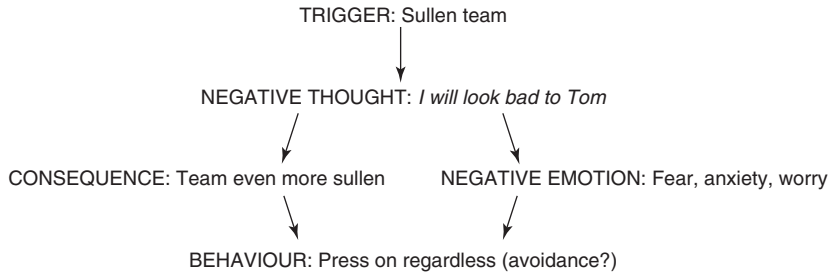 TRIGGER: Sullen team
NEGATIVE THOUGHT: I will look bad to Tom
CONSEQUENCE: Team even more sullen
NEGATIVE EMOTION: Fear, anxiety, worry
BEHAVIOUR: Press on regardless (avoidance?)